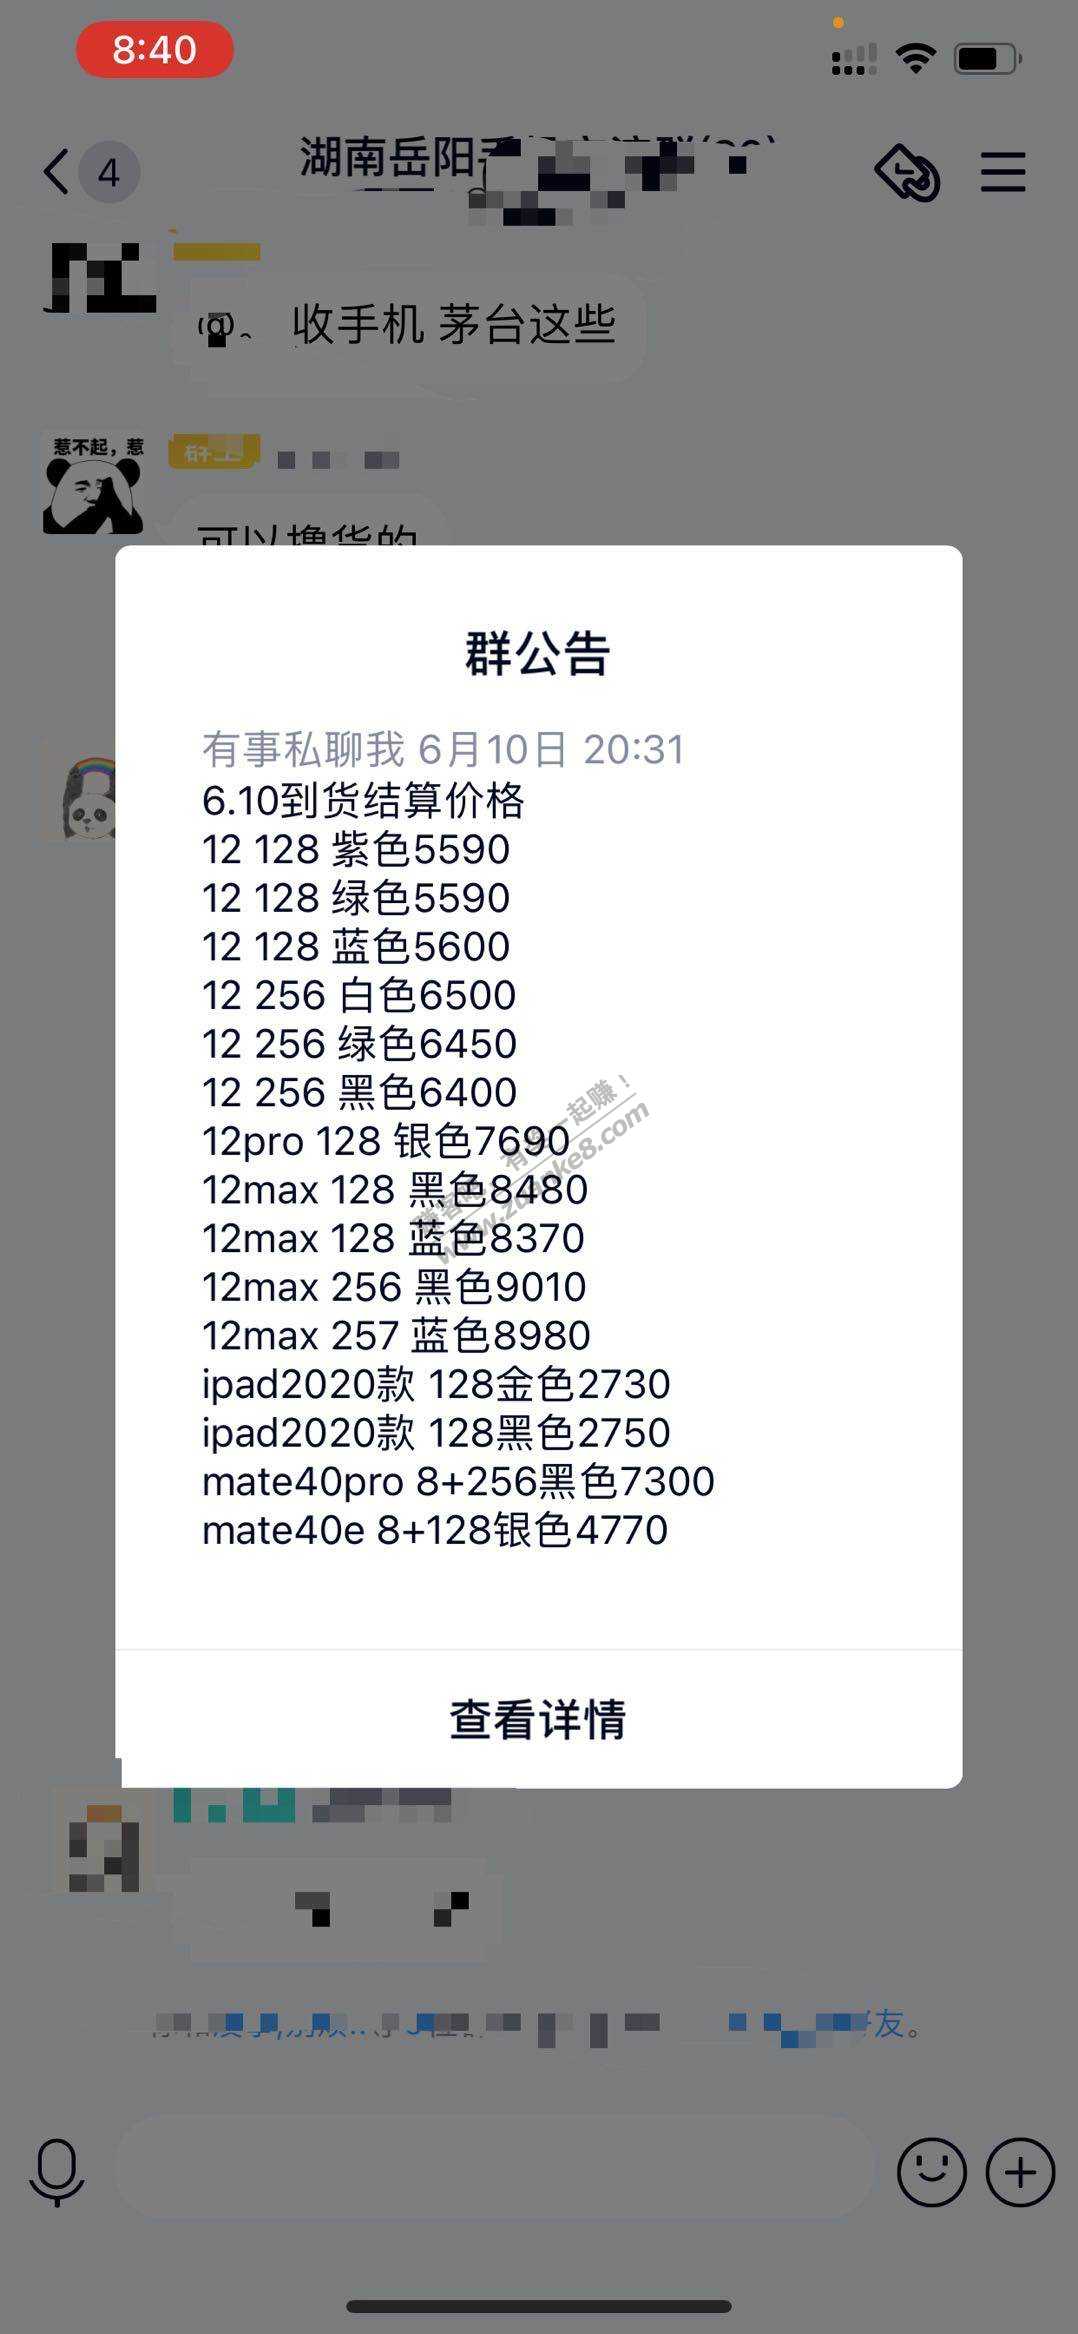 8:40
4
湖南岳阳
@。 收手机 茅台这些
惹不起，惹
可以撸货的
群公告
有事私聊我 6月10日 20:31
6.10到货结算价格
12 128 紫色5590
12 128 绿色5590
12 128 蓝色5600
12 256 白色6500
12 256 绿色6450
12 256 黑色6400
12pro 128 银色7690
12max 128 黑色8480
12max 128 蓝色8370
12max 256 黑色9010
12max 257 蓝色8980
ipad2020款 128金色2730
ipad2020款 128黑色2750
mate40pro 8+256黑色7300
mate40e 8+128银色4770
www.zuanke8.com
查看详情
友。